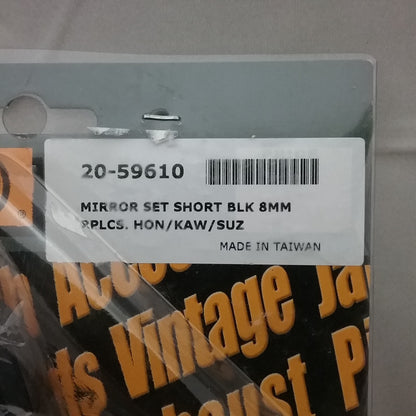 20-59610
MIRROR SET SHORT BLK 8MM
RPLCS. HON/KAW/SUZ
MADE IN TAIWAN
®
Vintage